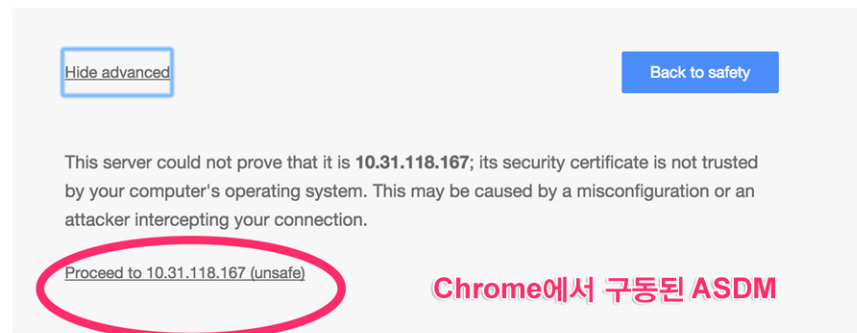 Hide advanced
Back to safety
This server could not prove that it is 10.31.118.167; its security certificate is not trusted
by your computer's operating system. This may be caused by a misconfiguration or an
attacker intercepting your connection.
Proceed to 10.31.118.167 (unsafe)
Chrome에서 구동된 ASDM